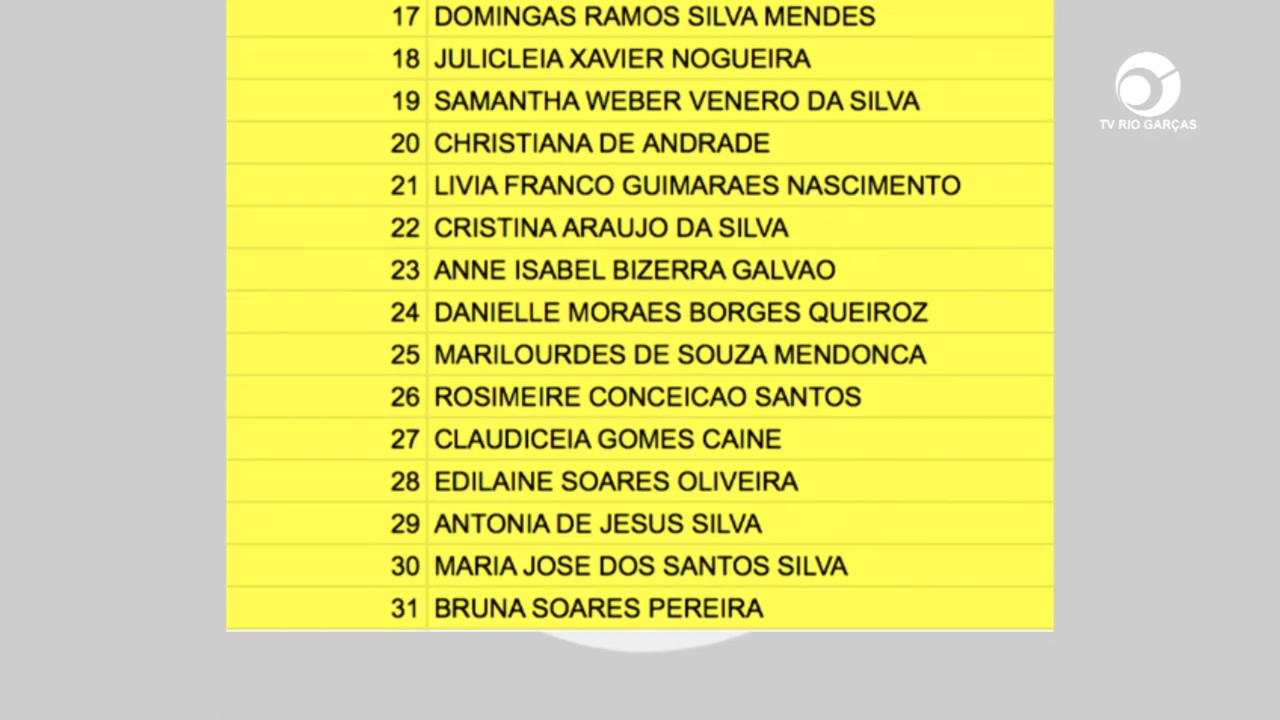 17 DOMINGAS RAMOS SILVA MENDES
18 JULICLEIA XAVIER NOGUEIRA
19 SAMANTHA WEBER VENERO DA SILVA
20 CHRISTIANA DE ANDRADE
21 LIVIA FRANCO GUIMARAES NASCIMENTO
22 CRISTINA ARAUJO DA SILVA
23 ANNE ISABEL BIZERRA GALVAO
24 DANIELLE MORAES BORGES QUEIROZ
25 MARILOURDES DE SOUZA MENDONCA
26 ROSIMEIRE CONCEICAO SANTOS
27 CLAUDICEIA GOMES CAINE
28 EDILAINE SOARES OLIVEIRA
29 ANTONIA DE JESUS SILVA
30 MARIA JOSE DOS SANTOS SILVA
31 BRUNA SOARES PEREIRA
TV RIO GARÇAS